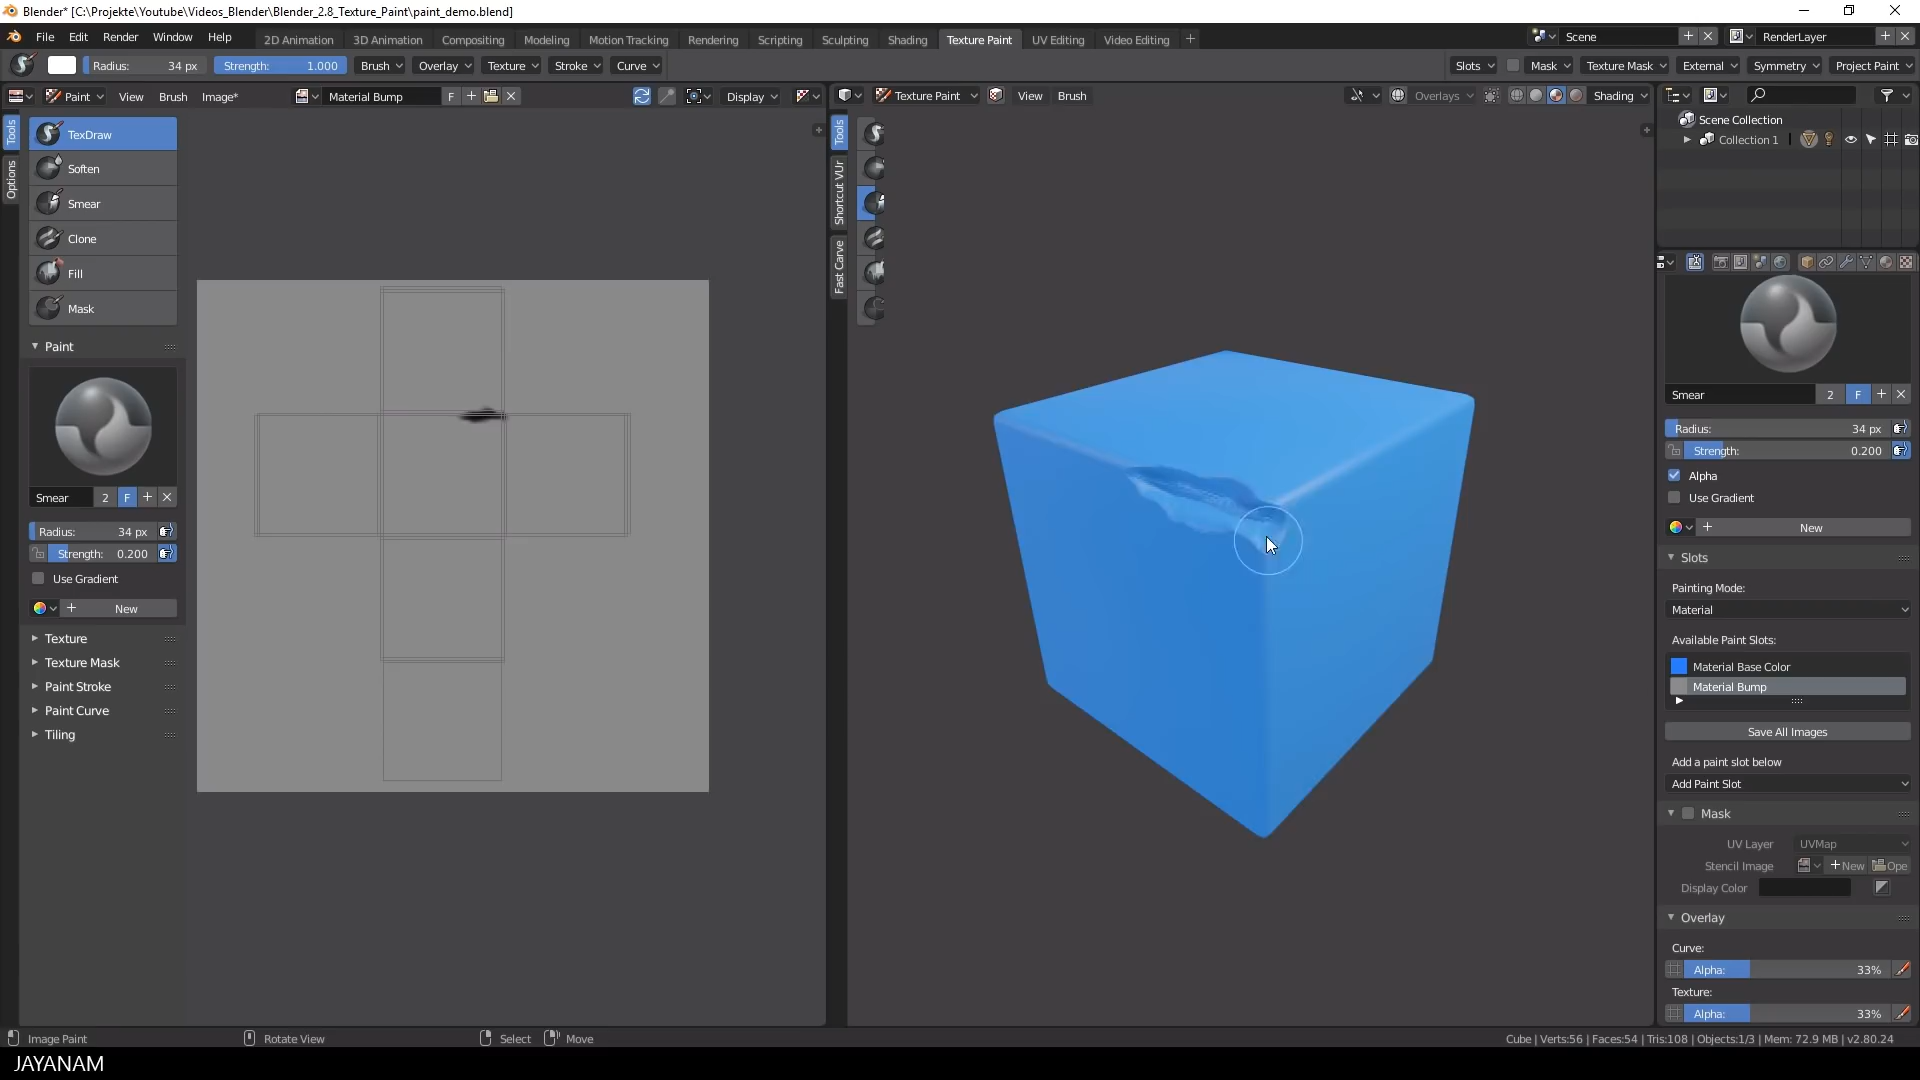 Blender* [C:\Projekte\Youtube\Videos_Blender\Blender_2.8_Texture_Paint\paint_demo.blend]
File Edit Render Window Help 2D Animation 3D Animation Compositing Modeling Motion Tracking Rendering Scripting Sculpting Shading Texture Paint UV Editing Video Editing Scene RenderLayer
Radius: 34 px Strength: 1.000 Brush Overlay Texture Stroke Curve Slots Mask Texture Mask External Symmetry Project Paint
Paint View Brush Image* Material Bump F Display Texture Paint View Brush Overlays Shading
Tools
Options
TexDraw
Soften
Smear
Clone
Fill
Mask
Paint
Smear 2 F
Radius: 34 px
Strength: 0.200
Use Gradient
New
Texture
Texture Mask
Paint Stroke
Paint Curve
Tiling
Tools
Shortcut VUr
Fast Carve
Scene Collection
Collection 1
Smear 2 F
Radius: 34 px
Strength: 0.200
Alpha
Use Gradient
New
Slots
Painting Mode:
Material
Available Paint Slots:
Material Base Color
Material Bump
Save All Images
Add a paint slot below
Add Paint Slot
Mask
UV Layer UVMap
Stencil Image New Ope
Display Color
Overlay
Curve:
Alpha: 33%
Texture:
Alpha: 33%
Image Paint Rotate View Select Move Cube | Verts:56 | Faces:54 | Tris:108 | Objects:1/3 | Mem: 72.9 MB | v2.80.24
JAYANAM